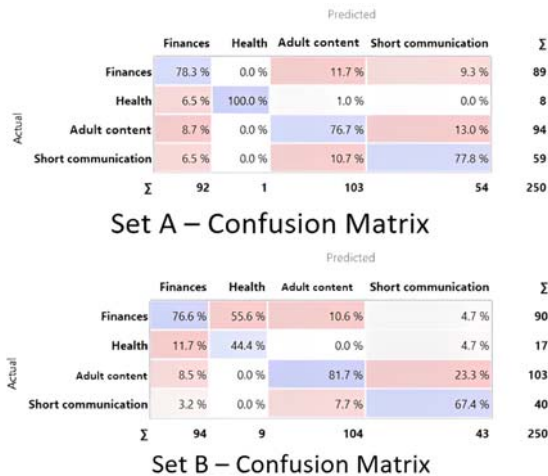 Predicted
Finances Health Adult content Short communication Σ
Finances 78.3 % 0.0 % 11.7 % 9.3 % 89
Health 6.5 % 100.0 % 1.0 % 0.0 % 8
Adult content 8.7 % 0.0 % 76.7 % 13.0 % 94
Short communication 6.5 % 0.0 % 10.7 % 77.8 % 59
Σ 92 1 103 54 250
Actual
Set A – Confusion Matrix
Predicted
Finances Health Adult content Short communication Σ
Finances 76.6 % 55.6 % 10.6 % 4.7 % 90
Health 11.7 % 44.4 % 0.0 % 4.7 % 17
Adult content 8.5 % 0.0 % 81.7 % 23.3 % 103
Short communication 3.2 % 0.0 % 7.7 % 67.4 % 40
Σ 94 9 104 43 250
Actual
Set B – Confusion Matrix